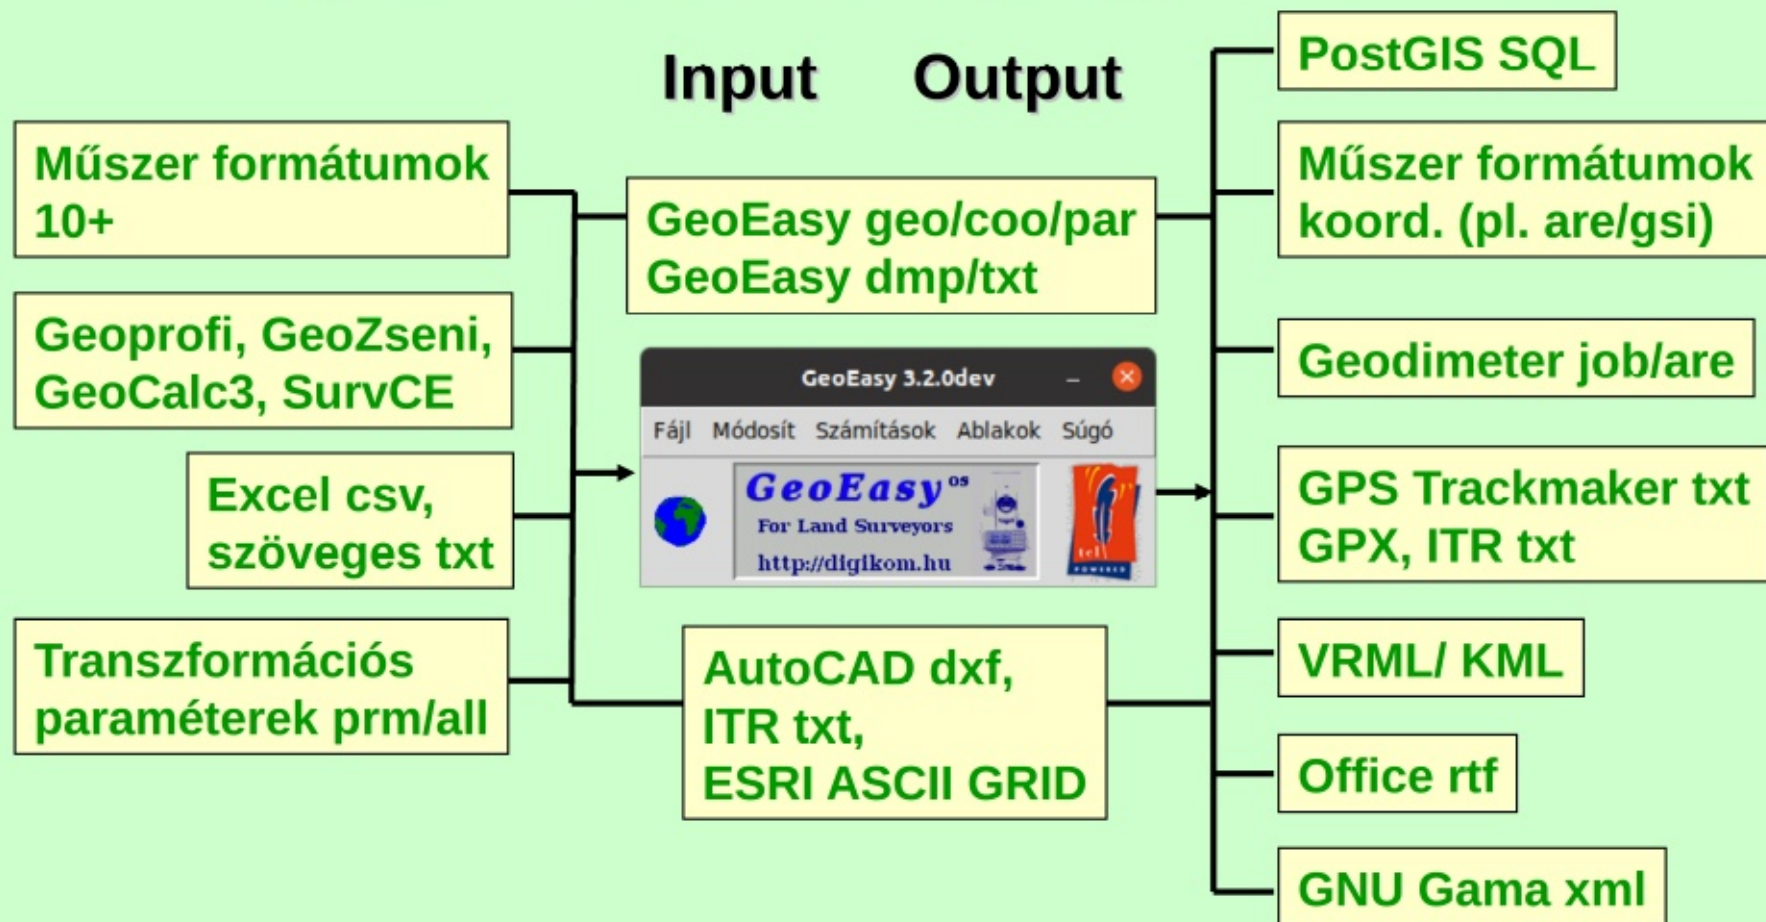 Input Output
Műszer formátumok
10+
Geoprofi, GeoZseni,
GeoCalc3, SurvCE
Excel csv,
szöveges txt
Transzformációs
paraméterek prm/all
GeoEasy geo/coo/par
GeoEasy dmp/txt
GeoEasy 3.2.0dev
Fájl Módosít Számítások Ablakok Súgó
GeoEasy os
For Land Surveyors
http://digikom.hu
tcl
POWERED
AutoCAD dxf,
ITR txt,
ESRI ASCII GRID
PostGIS SQL
Műszer formátumok
koord. (pl. are/gsi)
Geodimeter job/are
GPS Trackmaker txt
GPX, ITR txt
VRML/ KML
Office rtf
GNU Gama xml